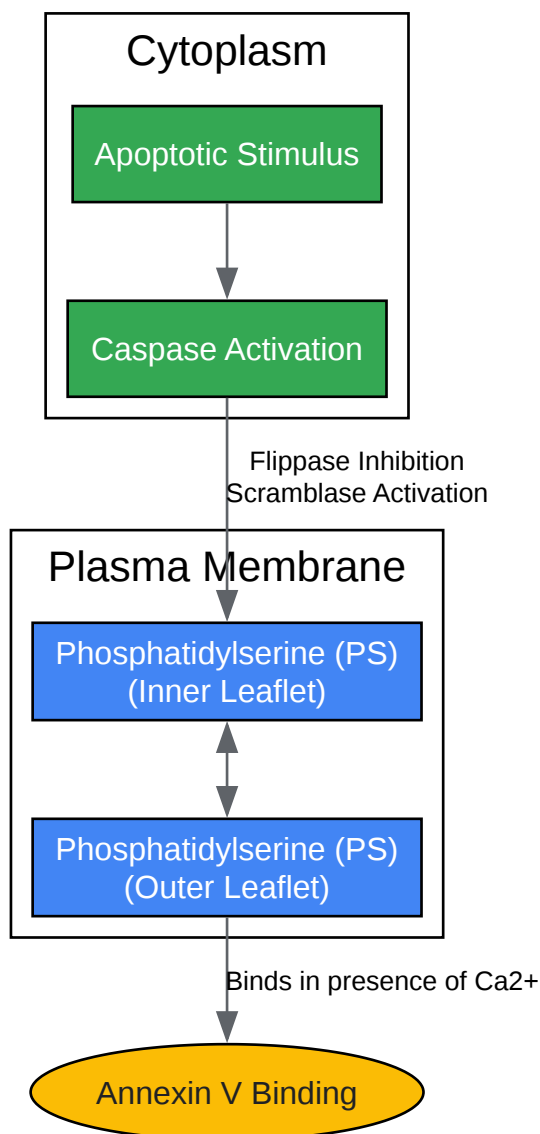 Cytoplasm
Apoptotic Stimulus
Caspase Activation
Flippase Inhibition
Scramblase Activation
Plasma Membrane
Phosphatidylserine (PS)
(Inner Leaflet)
Phosphatidylserine (PS)
(Outer Leaflet)
Binds in presence of Ca2+
Annexin V Binding